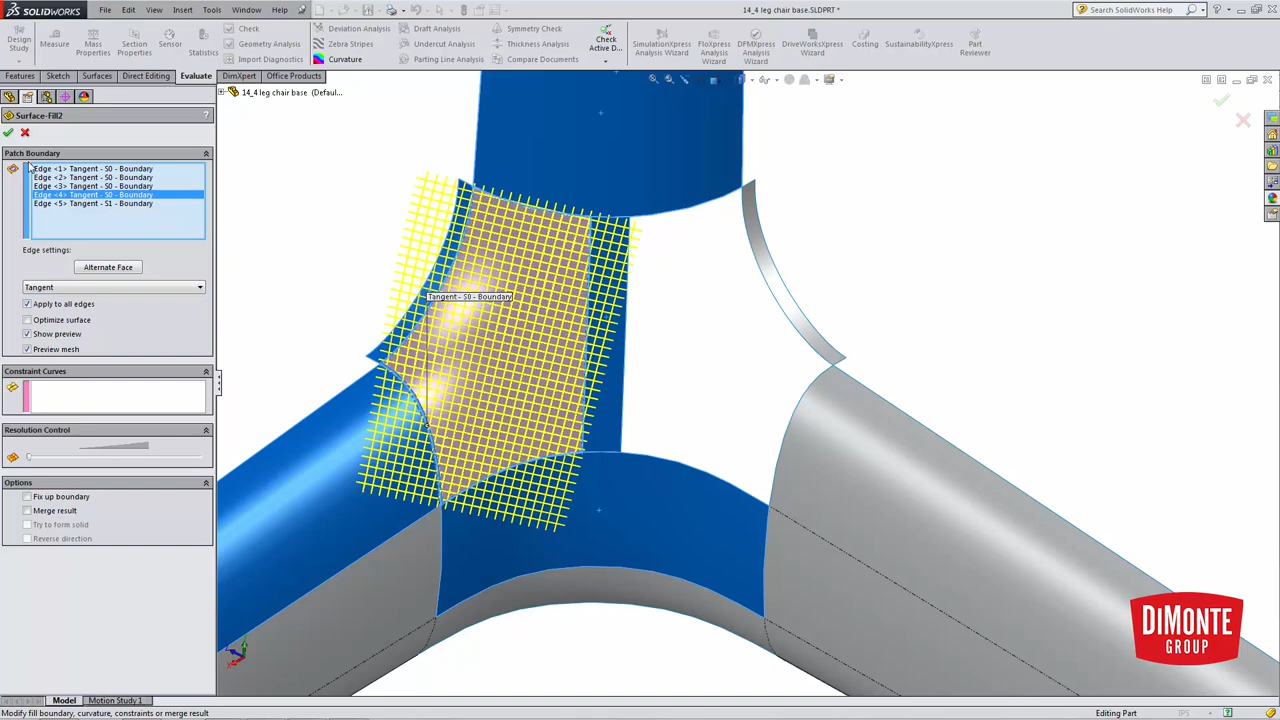 SOLIDWORKS File Edit View Insert Tools Window Help 14_4 leg chair base.SLDPRT * Search SolidWorks Help
Design Study
Measure
Mass Properties
Section Properties
Sensor
Statistics
Check
Geometry Analysis
Import Diagnostics
Deviation Analysis
Zebra Stripes
Curvature
Draft Analysis
Undercut Analysis
Parting Line Analysis
Symmetry Check
Thickness Analysis
Compare Documents
Check Active D...
SimulationXpress Analysis Wizard
FloXpress Analysis Wizard
DFMXpress Analysis Wizard
DriveWorksXpress Wizard
Costing
SustainabilityXpress
Part Reviewer
Features Sketch Surfaces Direct Editing Evaluate DimXpert Office Products
14_4 leg chair base (Defaul...
Surface-Fill2 ?
Patch Boundary
Edge <1> Tangent - S0 - Boundary
Edge <2> Tangent - S0 - Boundary
Edge <3> Tangent - S0 - Boundary
Edge <4> Tangent - S0 - Boundary
Edge <5> Tangent - S1 - Boundary
Edge settings:
Alternate Face
Tangent
Apply to all edges
Optimize surface
Show preview
Preview mesh
Constraint Curves
Resolution Control
Options
Fix up boundary
Merge result
Try to form solid
Reverse direction
Tangent - S0 - Boundary
DIMONTE
GROUP
Model Motion Study 1
Modify fill boundary, curvature, constraints or merge result Editing Part IPS